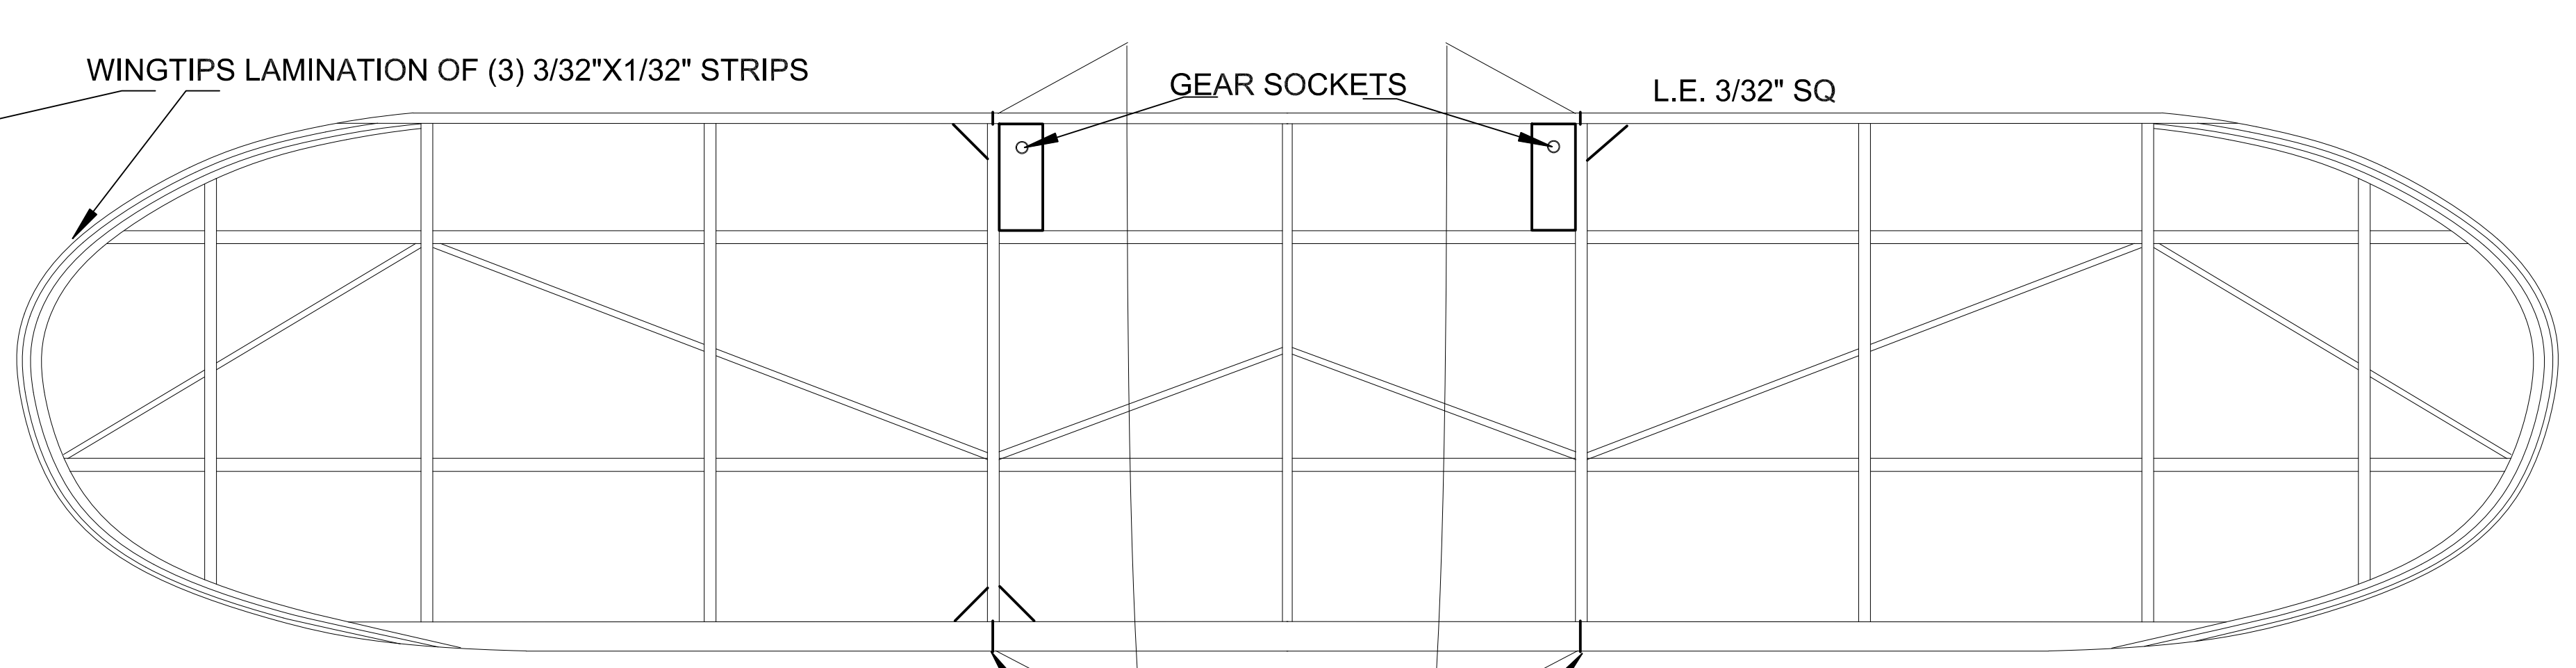 WINGTIPS LAMINATION OF (3) 3/32"X1/32" STRIPS
GEAR SOCKETS
L.E. 3/32" SQ